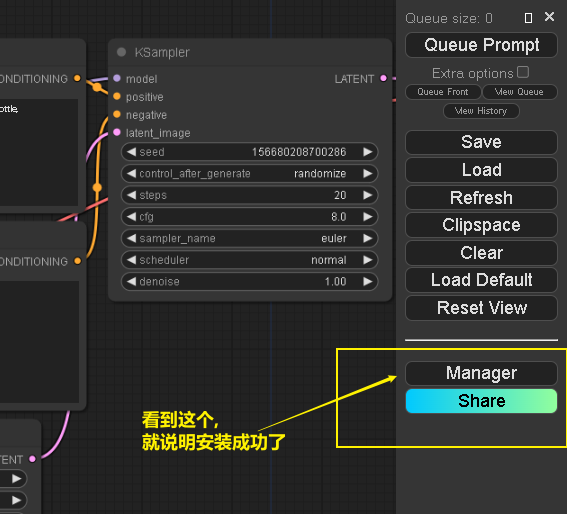 Queue size: 0
Queue Prompt
Extra options
Queue Front
View Queue
View History
Save
Load
Refresh
Clipspace
Clear
Load Default
Reset View
Manager
Share
KSampler
ONDITIONING
model
LATENT
positive
ottle,
negative
latent_image
seed 156680208700286
control_after_generate randomize
steps 20
cfg 8.0
sampler_name euler
scheduler normal
denoise 1.00
ONDITIONING
看到这个,
就说明安装成功了
TENT